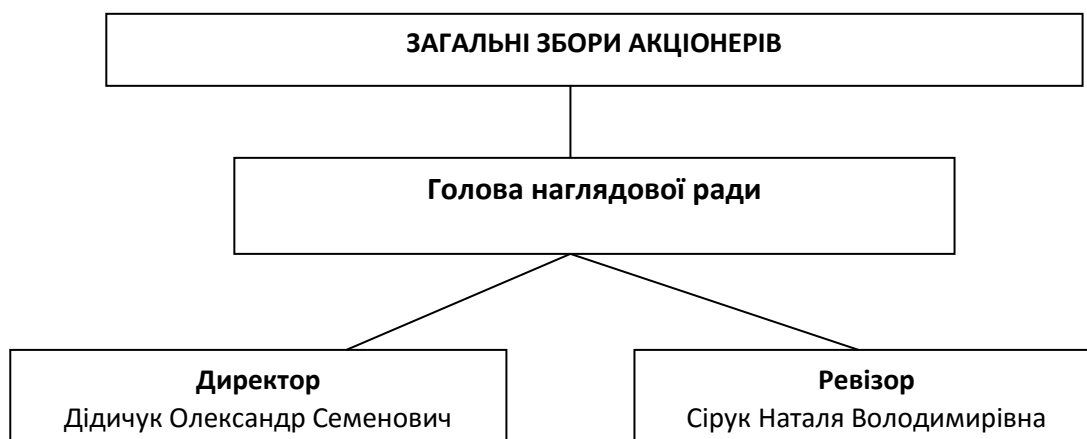 ЗАГАЛЬНІ ЗБОРИ АКЦІОНЕРІВ
Голова наглядової ради
Директор
Дідичук Олександр Семенович
Ревізор
Сірук Наталя Володимирівна